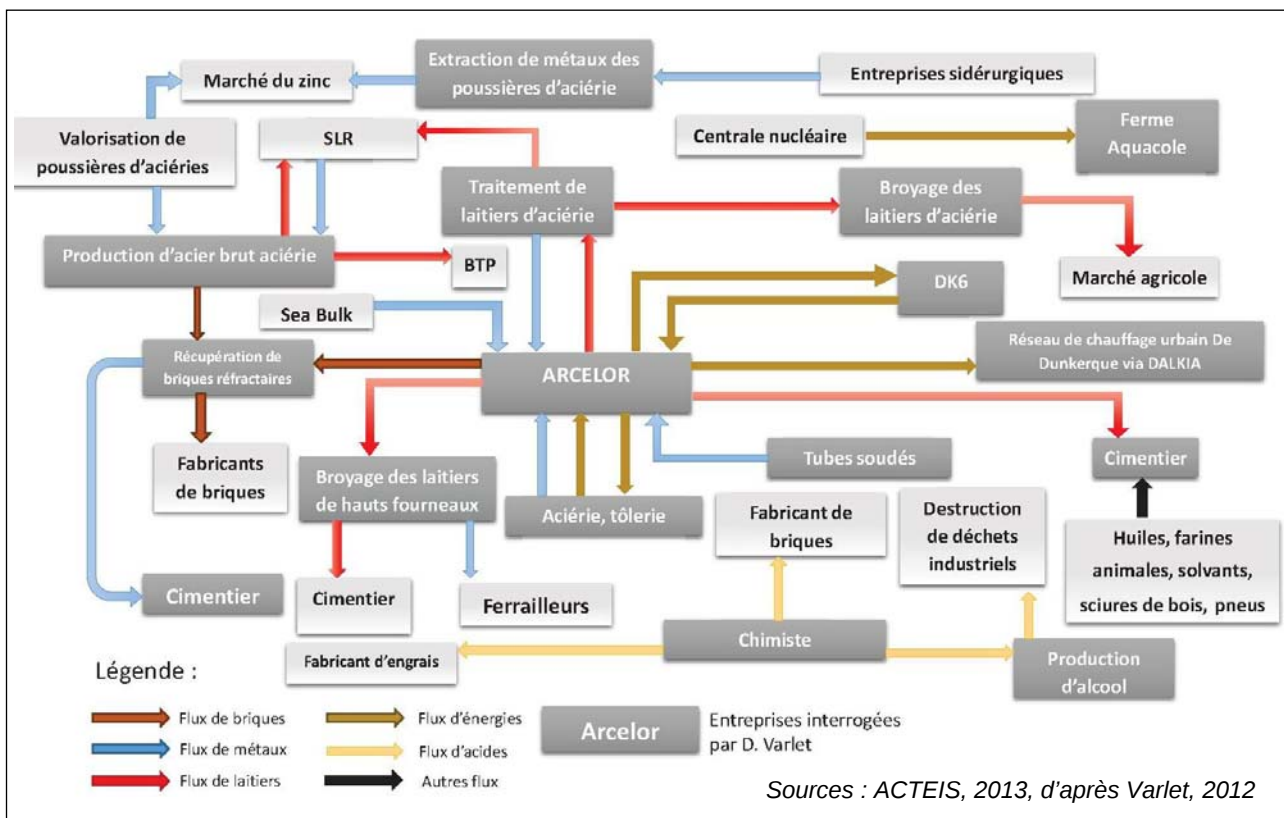 Marché du zinc
Extraction de métaux des
poussières d'aciérie
Entreprises sidérurgiques
Valorisation de
poussières d'aciéries
SLR
Centrale nucléaire
Ferme
Aquacole
Traitement de
laitiers d'aciérie
Broyage des
laitiers d'aciérie
Production d'acier brut aciérie
BTP
DK6
Marché agricole
Sea Bulk
Récupération de
briques réfractaires
ARCELOR
Réseau de chauffage urbain De
Dunkerque via DALKIA
Fabricants
de briques
Broyage des laitiers
de hauts fourneaux
Aciérie, tôlerie
Tubes soudés
Cimentier
Fabricant de
briques
Destruction
de déchets
industriels
Huiles, farines
animales, solvants,
sciures de bois, pneus
Cimentier
Cimentier
Ferrailleurs
Chimiste
Fabricant d'engrais
Production
d'alcool
Légende :
Flux de briques
Flux de métaux
Flux de laitiers
Flux d'énergies
Flux d'acides
Autres flux
Arcelor
Entreprises interrogées
par D. Varlet
Sources : ACTEIS, 2013, d'après Varlet, 2012